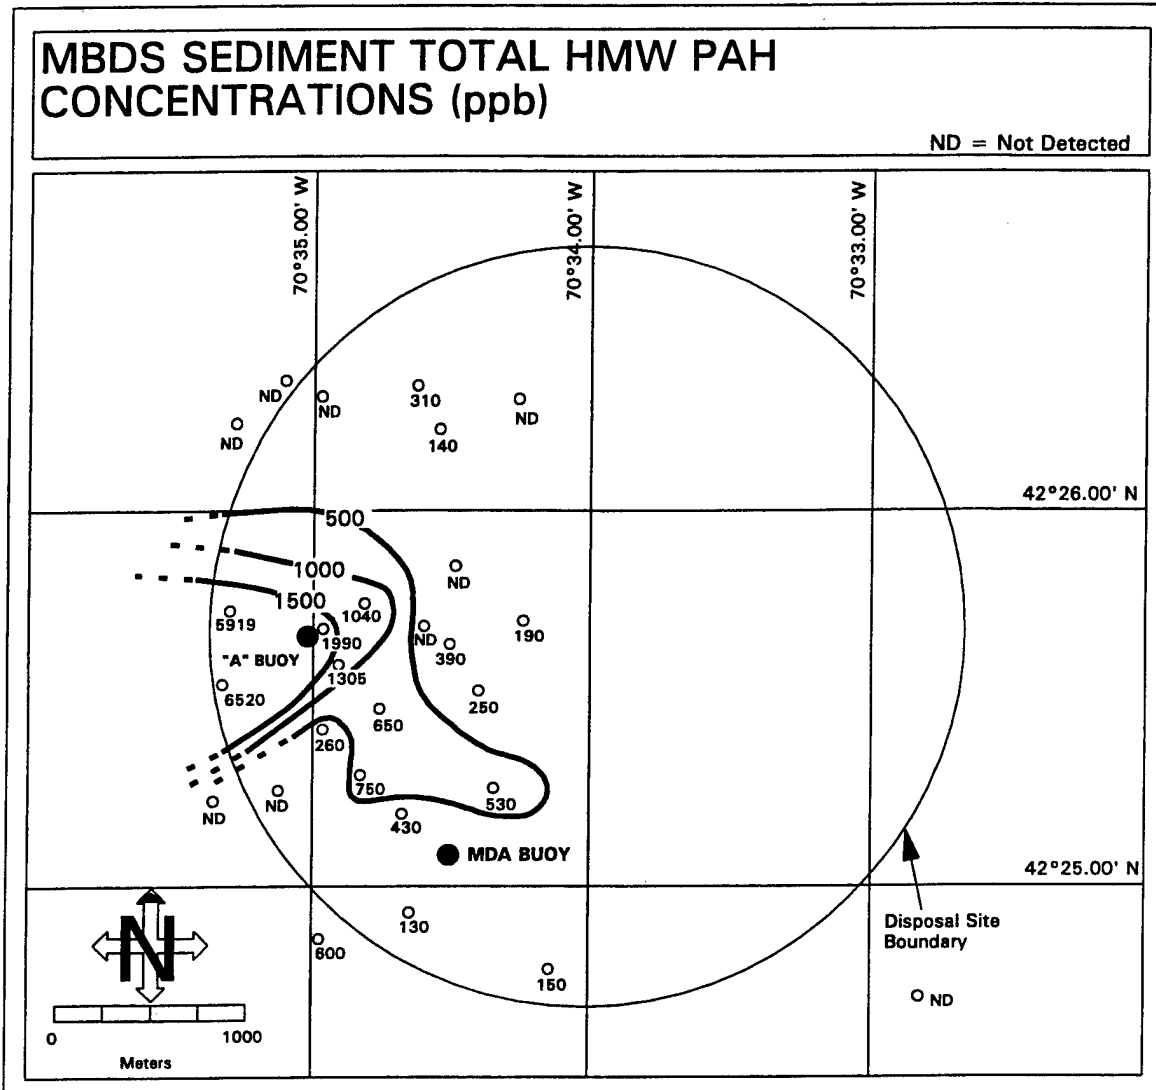 MBDS SEDIMENT TOTAL HMW PAH
CONCENTRATIONS (ppb)
ND = Not Detected
70°35.00' W
70°34.00' W
70°33.00' W
ND
ND
310
ND
ND
140
42°26.00' N
500
1000
ND
1500
1040
5919
1990
ND
190
390
"A" BUOY
1305
6520
250
650
260
750
530
ND
ND
430
MDA BUOY
42°25.00' N
130
Disposal Site
Boundary
N
600
150
ND
0
1000
Meters